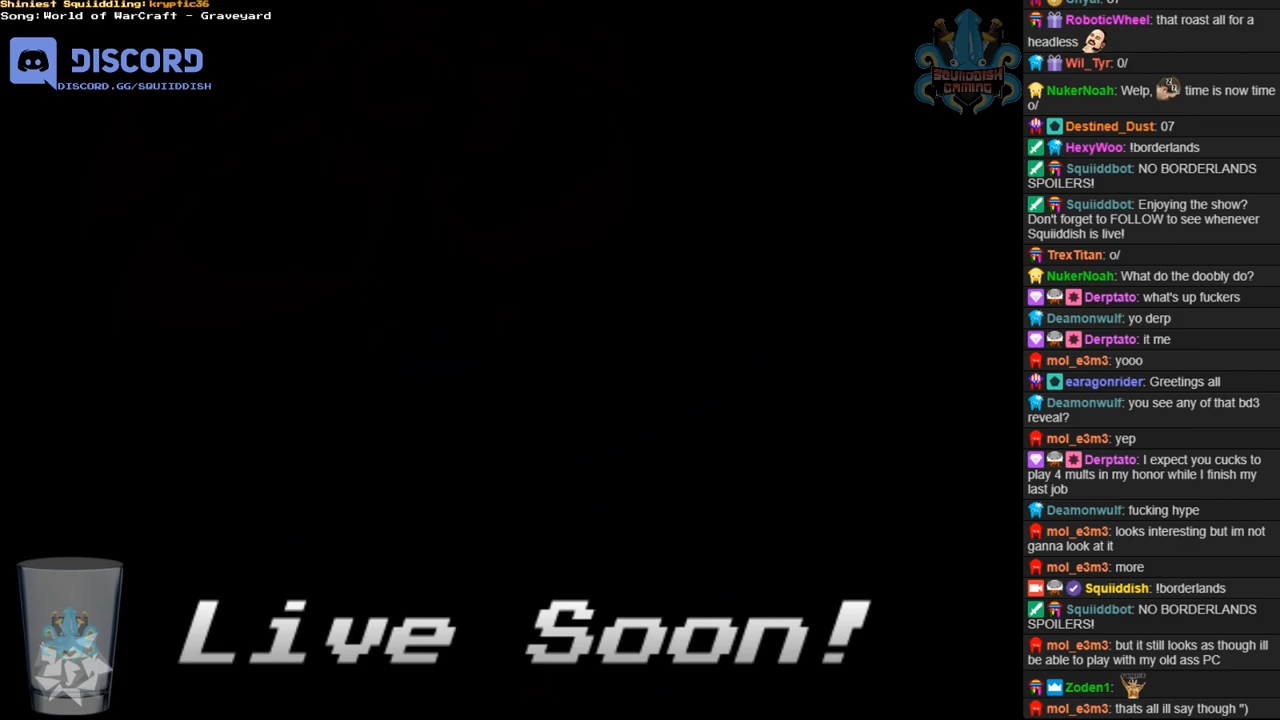 Shiniest Squiiddling: kryptic36
Song: World of WarCraft - Graveyard
DISCORD
DISCORD.GG/SQUIIDDISH
SQUIIDDISH
GAMING
Live Soon!
RoboticWheel: that roast all for a
headless
Wil_Tyr: 0/
NukerNoah: Welp, time is now time
o/
Destined_Dust: 07
HexyWoo: !borderlands
Squiiddbot: NO BORDERLANDS
SPOILERS!
Squiiddbot: Enjoying the show?
Don't forget to FOLLOW to see whenever
Squiiddish is live!
TrexTitan: o/
NukerNoah: What do the doobly do?
Derptato: what's up fuckers
Deamonwulf: yo derp
Derptato: it me
mol_e3m3: yooo
earagonrider: Greetings all
Deamonwulf: you see any of that bd3
reveal?
mol_e3m3: yep
Derptato: I expect you cucks to
play 4 mults in my honor while I finish my
last job
Deamonwulf: fucking hype
mol_e3m3: looks interesting but im not
ganna look at it
mol_e3m3: more
Squiiddish: !borderlands
Squiiddbot: NO BORDERLANDS
SPOILERS!
mol_e3m3: but it still looks as though ill
be able to play with my old ass PC
Zoden1:
mol_e3m3: thats all ill say though ")